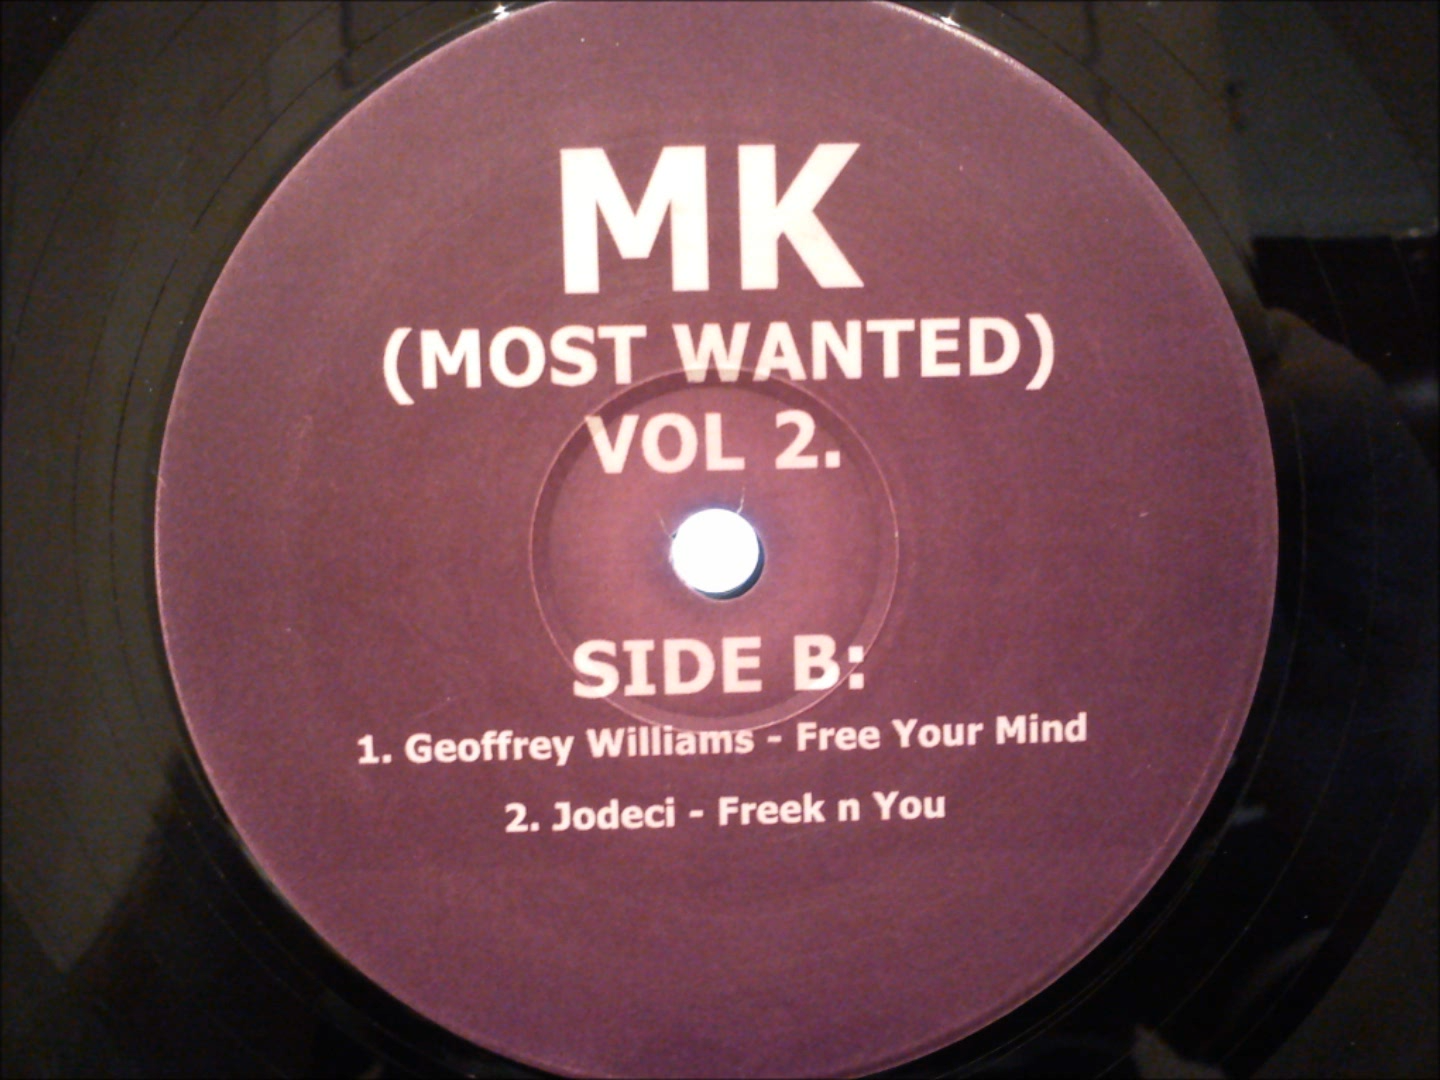 MK
(MOST WANTED)
VOL 2.
SIDE B:
1. Geoffrey Williams - Free Your Mind
2. Jodeci - Freek n You